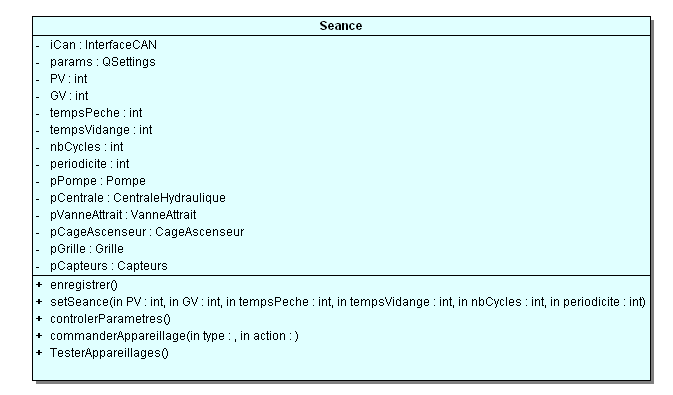 Seance
- iCan : InterfaceCAN
- params : QSettings
- PV : int
- GV : int
- tempsPeche : int
- tempsVidange : int
- nbCycles : int
- periodicite : int
- pPompe : Pompe
- pCentrale : CentraleHydraulique
- pVanneAttrait : VanneAttrait
- pCageAscenseur : CageAscenseur
- pGrille : Grille
- pCapteurs : Capteurs
+ enregistrer()
+ setSeance(in PV : int, in GV : int, in tempsPeche : int, in tempsVidange : int, in nbCycles : int, in periodicite : int)
+ controlerParametres()
+ commanderAppareillage(in type : , in action : )
+ TesterAppareillages()